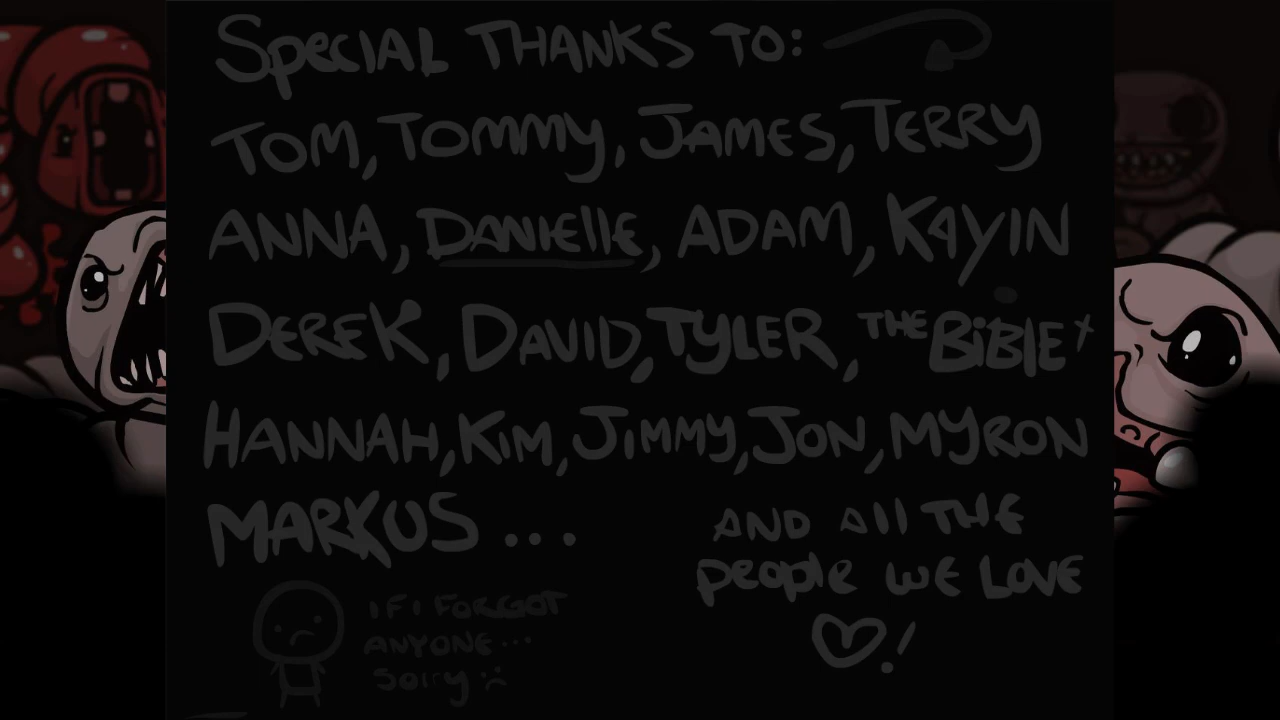 Special THANKS TO:
TOM, TOMMY, JAMES, TERRY
ANNA, DANIElle, ADAM, KAYIN
DEREK, DAVID, TYLER, THE BiBlE
HANNAH, KiM, JiMMY, JON, MYRON
MARKUS ...
AND All THE
people WE LOVE
♡!
IF I FORGOT
ANYONE...
Sorry :(